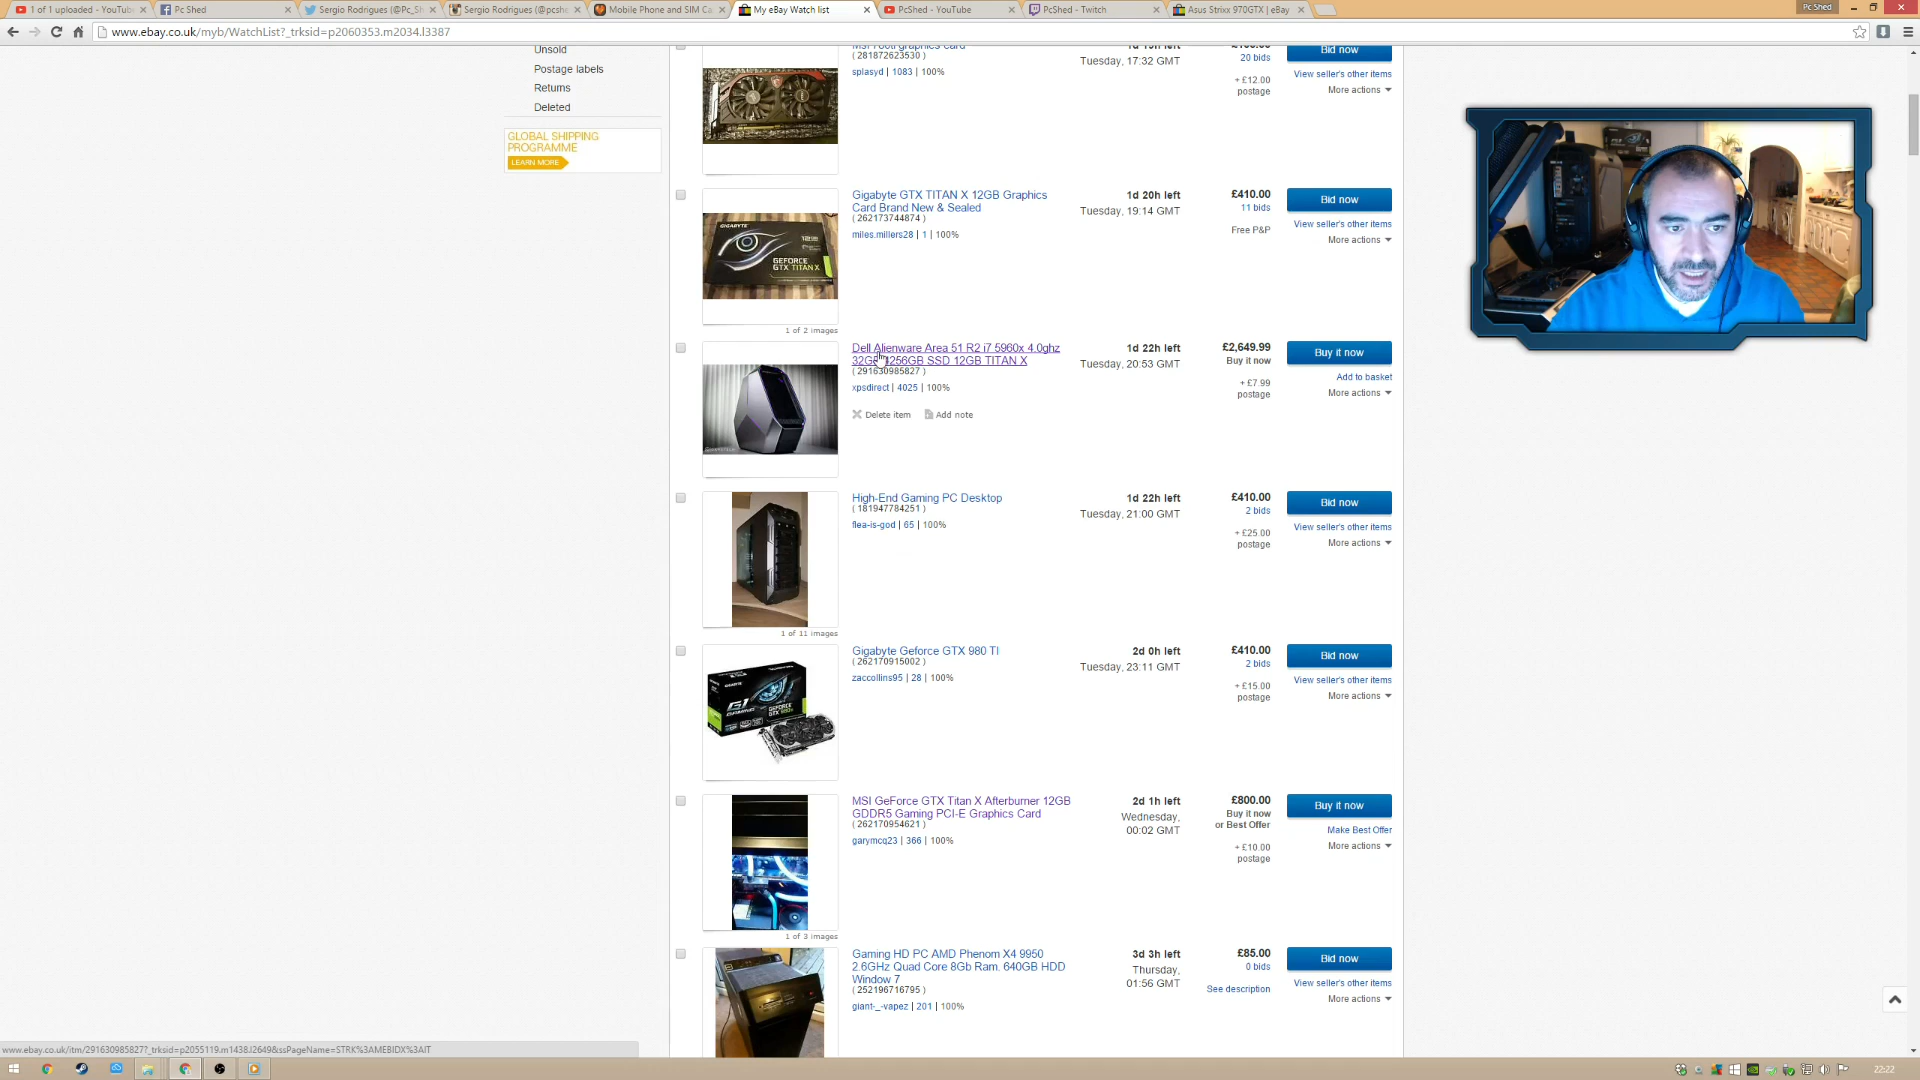 1 of 1 uploaded - YouTub
Pc Shed
Sergio Rodrigues (@Pc_Sh
Sergio Rodrigues (@pcshe
Mobile Phone and SIM Ca
My eBay Watch list
PcShed - YouTube
PcShed - Twitch
Asus Strixx 970GTX | eBay
Pc Shed
www.ebay.co.uk/myb/WatchList?_trksid=p2060353.m2034.l3387
Unsold
Postage labels
Returns
Deleted
GLOBAL SHIPPING
PROGRAMME
LEARN MORE
( 281872623530 )
splasyd | 1083 | 100%
Tuesday, 17:32 GMT
20 bids
+ £12.00
postage
Bid now
View seller's other items
More actions
Gigabyte GTX TITAN X 12GB Graphics
Card Brand New & Sealed
( 262173744874 )
miles.millers28 | 1 | 100%
1d 20h left
Tuesday, 19:14 GMT
£410.00
11 bids
Free P&P
Bid now
View seller's other items
More actions
GIGABYTE
GEFORCE
GTX TITAN X
1 of 2 images
Dell Alienware Area 51 R2 i7 5960x 4.0ghz
256GB SSD 12GB TITAN X
( 291630985827 )
xpsdirect | 4025 | 100%
Delete item
Add note
1d 22h left
Tuesday, 20:53 GMT
£2,649.99
Buy it now
+ £7.99
postage
Buy it now
Add to basket
More actions
High-End Gaming PC Desktop
( 181947784251 )
flea-is-god | 65 | 100%
1d 22h left
Tuesday, 21:00 GMT
£410.00
2 bids
+ £25.00
postage
Bid now
View seller's other items
More actions
1 of 11 images
Gigabyte Geforce GTX 980 TI
( 262170915002 )
zaccollins95 | 28 | 100%
2d 0h left
Tuesday, 23:11 GMT
£410.00
2 bids
+ £15.00
postage
Bid now
View seller's other items
More actions
MSI GeForce GTX Titan X Afterburner 12GB
GDDR5 Gaming PCI-E Graphics Card
( 262170954621 )
garymcq23 | 366 | 100%
2d 1h left
Wednesday,
00:02 GMT
£800.00
Buy it now
or Best Offer
+ £10.00
postage
Buy it now
Make Best Offer
More actions
1 of 3 images
Gaming HD PC AMD Phenom X4 9950
2.6GHz Quad Core 8Gb Ram, 640GB HDD
Window 7
( 252196716795 )
giant-_-vapez | 201 | 100%
3d 3h left
Thursday,
01:56 GMT
£85.00
0 bids
See description
Bid now
View seller's other items
More actions
www.ebay.co.uk/itm/291630985827?_trksid=p2055119.m1438.l2649&ssPageName=STRK%3AMEBIDX%3AIT
22:22